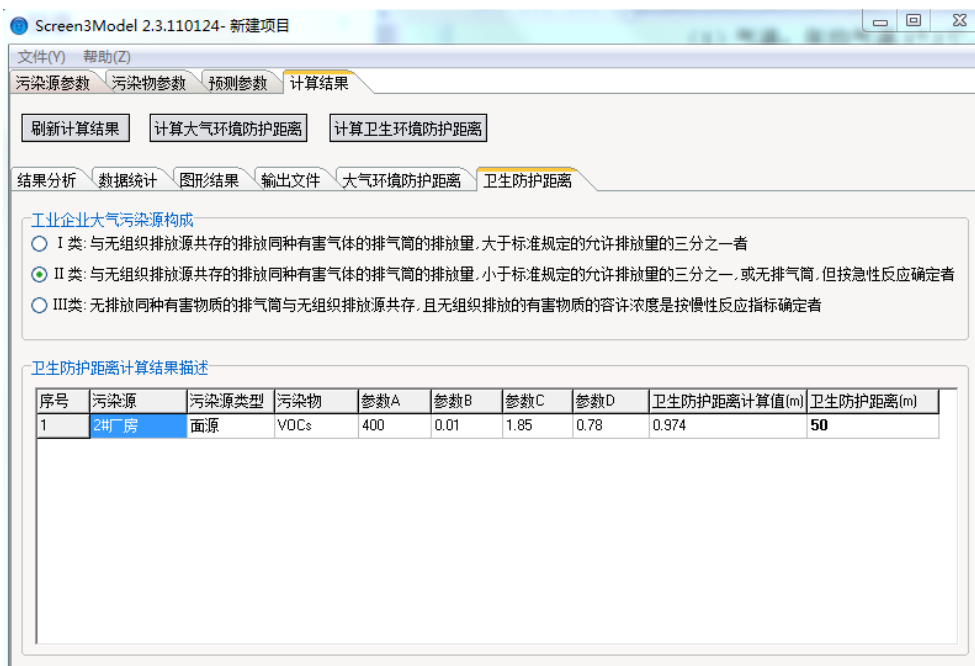 Screen3Model 2.3.110124- 新建项目
文件(Y) 帮助(Z)
污染源参数 污染物参数 预测参数 计算结果
刷新计算结果 计算大气环境防护距离 计算卫生环境防护距离
结果分析 数据统计 图形结果 输出文件 大气环境防护距离 卫生防护距离
工业企业大气污染源构成
I 类: 与无组织排放源共存的排放同种有害气体的排气筒的排放量,大于标准规定的允许排放量的三分之一者
II 类: 与无组织排放源共存的排放同种有害气体的排气筒的排放量,小于标准规定的允许排放量的三分之一,或无排气筒,但按急性反应确定者
III类: 无排放同种有害物质的排气筒与无组织排放源共存,且无组织排放的有害物质的容许浓度是按慢性反应指标确定者
卫生防护距离计算结果描述
序号 污染源 污染源类型 污染物 参数A 参数B 参数C 参数D 卫生防护距离计算值(m) 卫生防护距离(m)
1 2#厂房 面源 VOCs 400 0.01 1.85 0.78 0.974 50